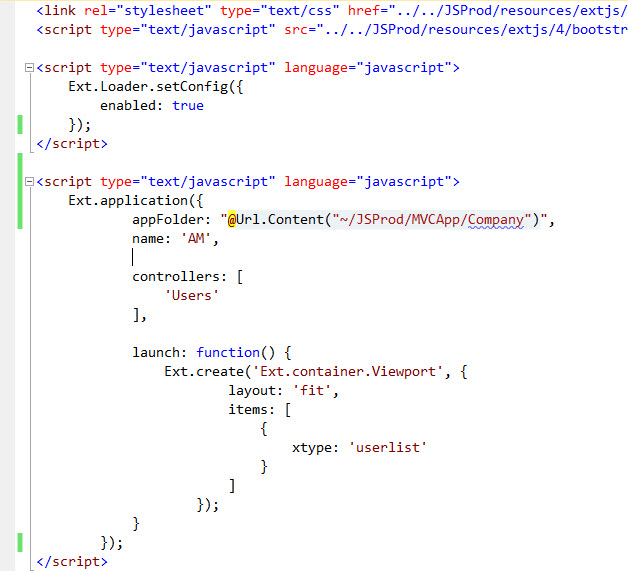 <link rel="stylesheet" type="text/css" href="../../JSProd/resources/extjs/
<script type="text/javascript" src="../../JSProd/resources/extjs/4/bootstr
<script type="text/javascript" language="javascript">
Ext.Loader.setConfig({
enabled: true
});
</script>
<script type="text/javascript" language="javascript">
Ext.application({
appFolder: "@Url.Content("~/JSProd/MVCApp/Company")",
name: 'AM',
controllers: [
'Users'
],
launch: function() {
Ext.create('Ext.container.Viewport', {
layout: 'fit',
items: [
{
xtype: 'userlist'
}
]
});
}
});
</script>